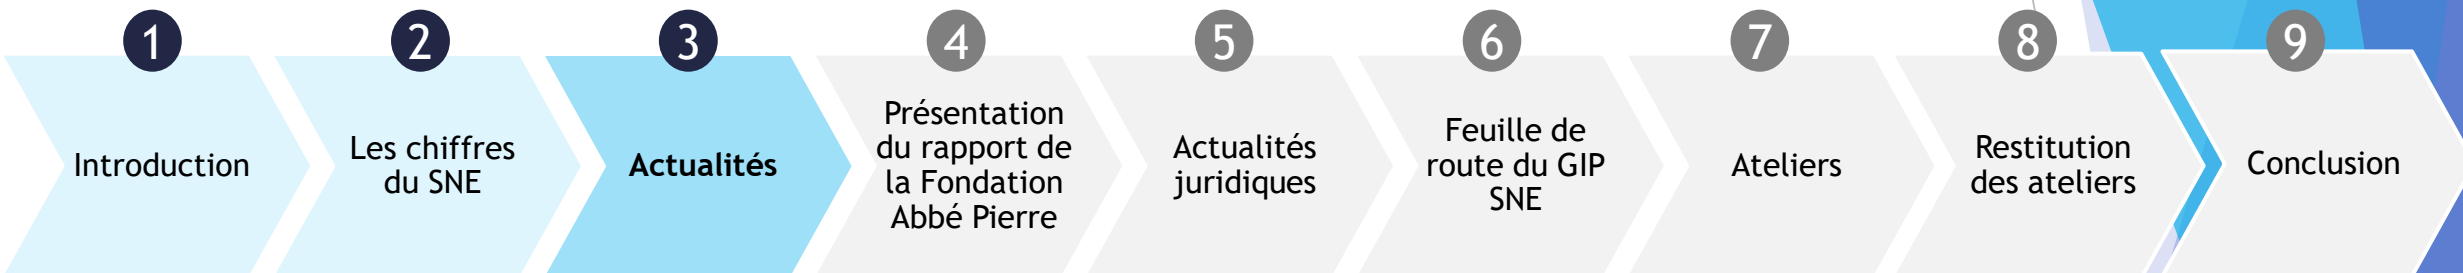 1
Introduction
2
Les chiffres
du SNE
3
Actualités
4
Présentation
du rapport de
la Fondation
Abbé Pierre
5
Actualités
juridiques
6
Feuille de
route du GIP
SNE
7
Ateliers
8
Restitution
des ateliers
9
Conclusion